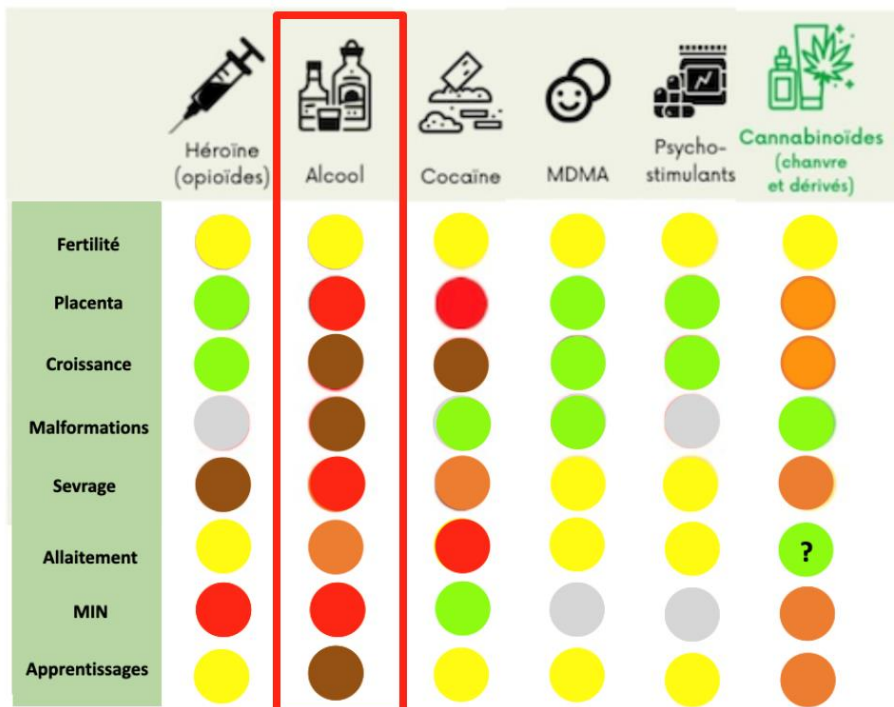 Héroïne
(opioïdes)
Alcool
Cocaïne
MDMA
Psycho-
stimulants
Cannabinoïdes
(chanvre
et dérivés)
Fertilité
Placenta
Croissance
Malformations
Sevrage
Allaitement
?
MIN
Apprentissages